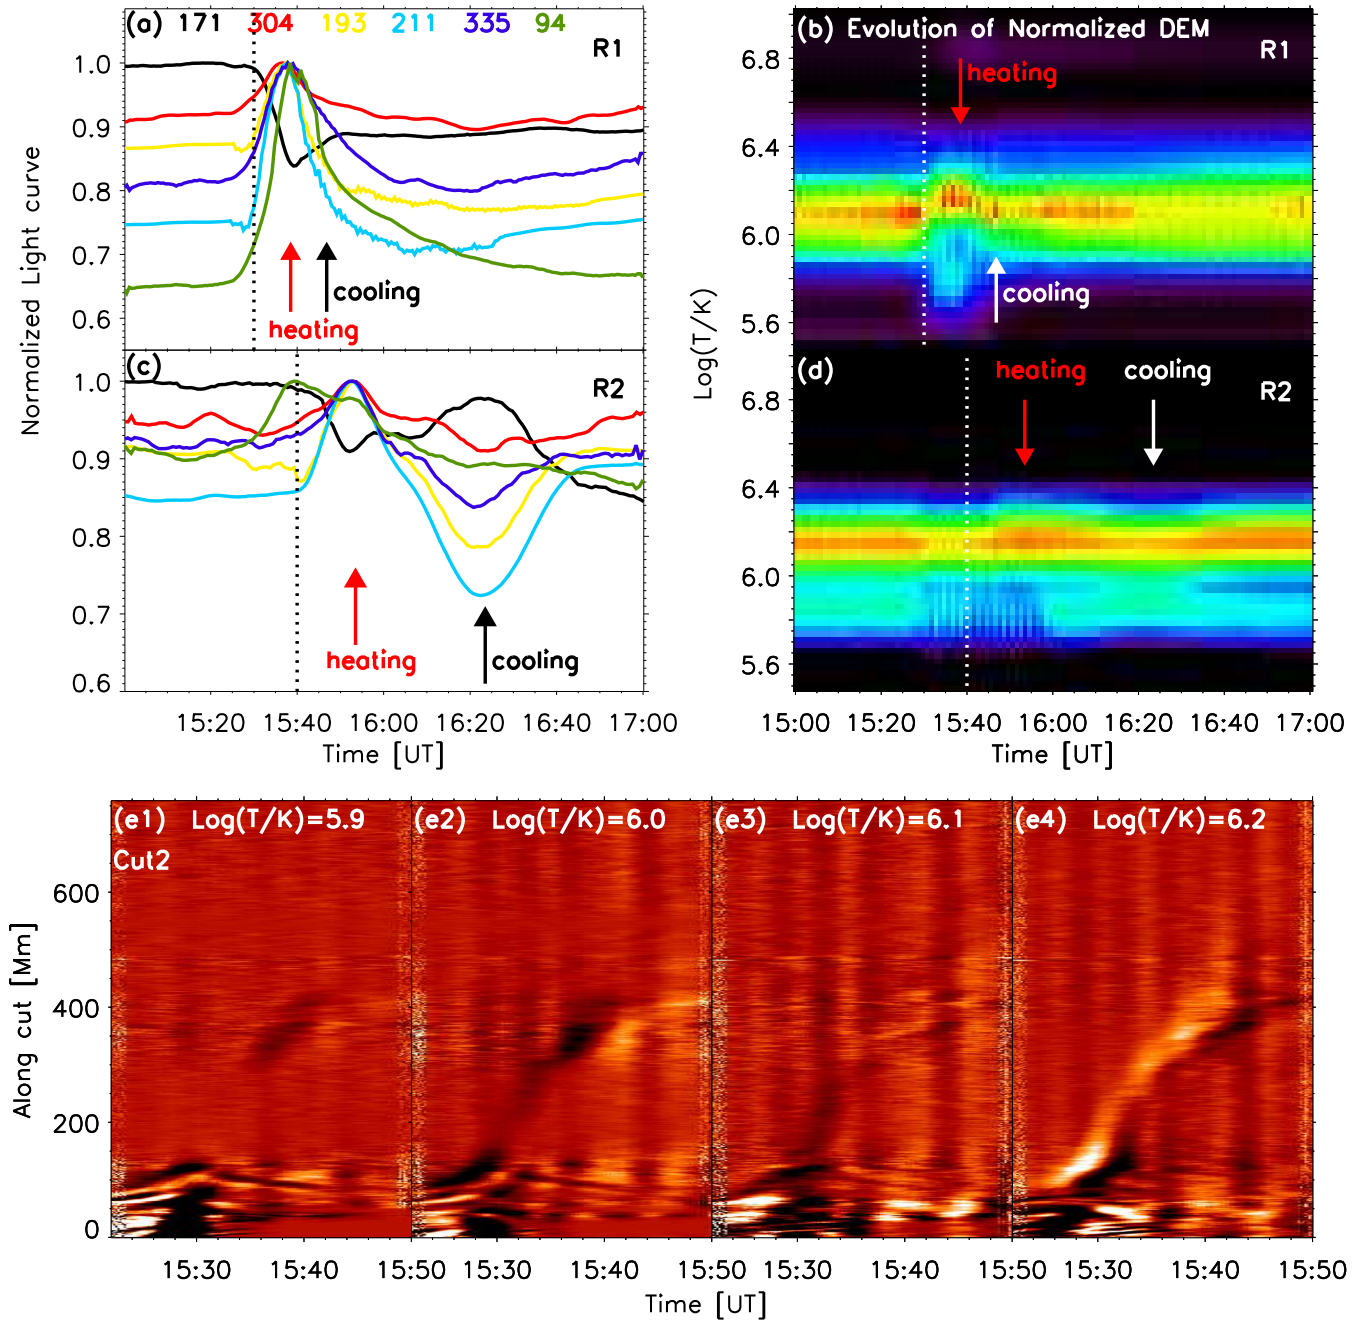 (a) 171 304 193 211 335 94
R1
1.0
0.9
0.8
0.7
0.6
cooling
heating
Normalized Light curve
(b) Evolution of Normalized DEM
R1
heating
cooling
6.8
6.4
6.0
5.6
Log(T/K)
(c)
R2
1.0
0.9
0.8
0.7
0.6
heating
cooling
15:20 15:40 16:00 16:20 17:00
Time [UT]
(d) heating cooling
R2
6.8
6.4
6.0
5.6
15:00 15:20 15:40 16:00 16:20 17:00
Time [UT]
(e1) Log(T/K)=5.9
Cut2
(e2) Log(T/K)=6.0
(e3) Log(T/K)=6.1
(e4) Log(T/K)=6.2
600
400
200
0
Along cut [Mm]
15:30 15:40 15:50 15:30 15:40 15:50 15:30 15:40 15:50 15:30 15:40 15:50
Time [UT]